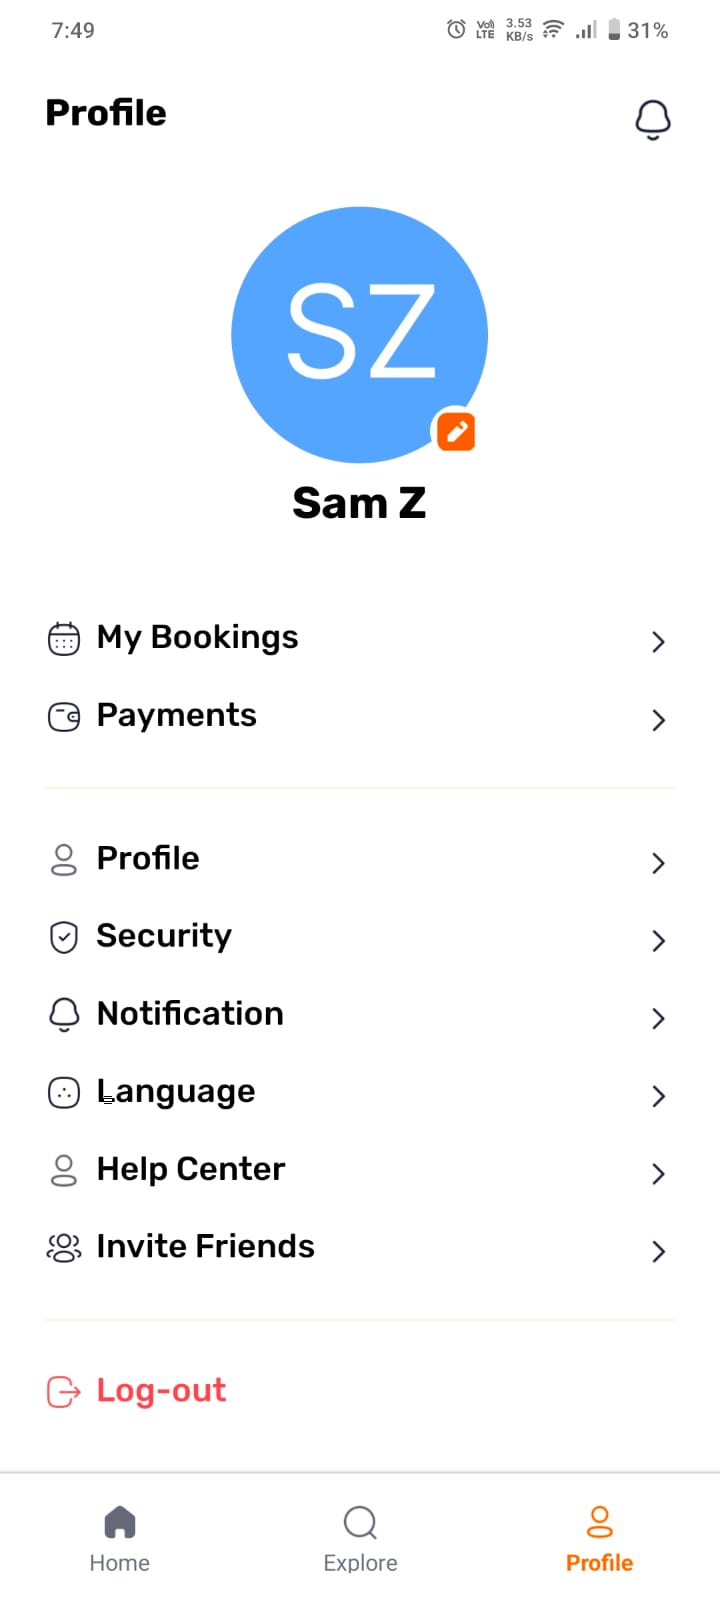 7:49
Vo)) 3.53
LTE KB/s 31%
Profile
SZ
Sam Z
My Bookings
Payments
Profile
Security
Notification
Language
Help Center
Invite Friends
Log-out
Home Explore Profile